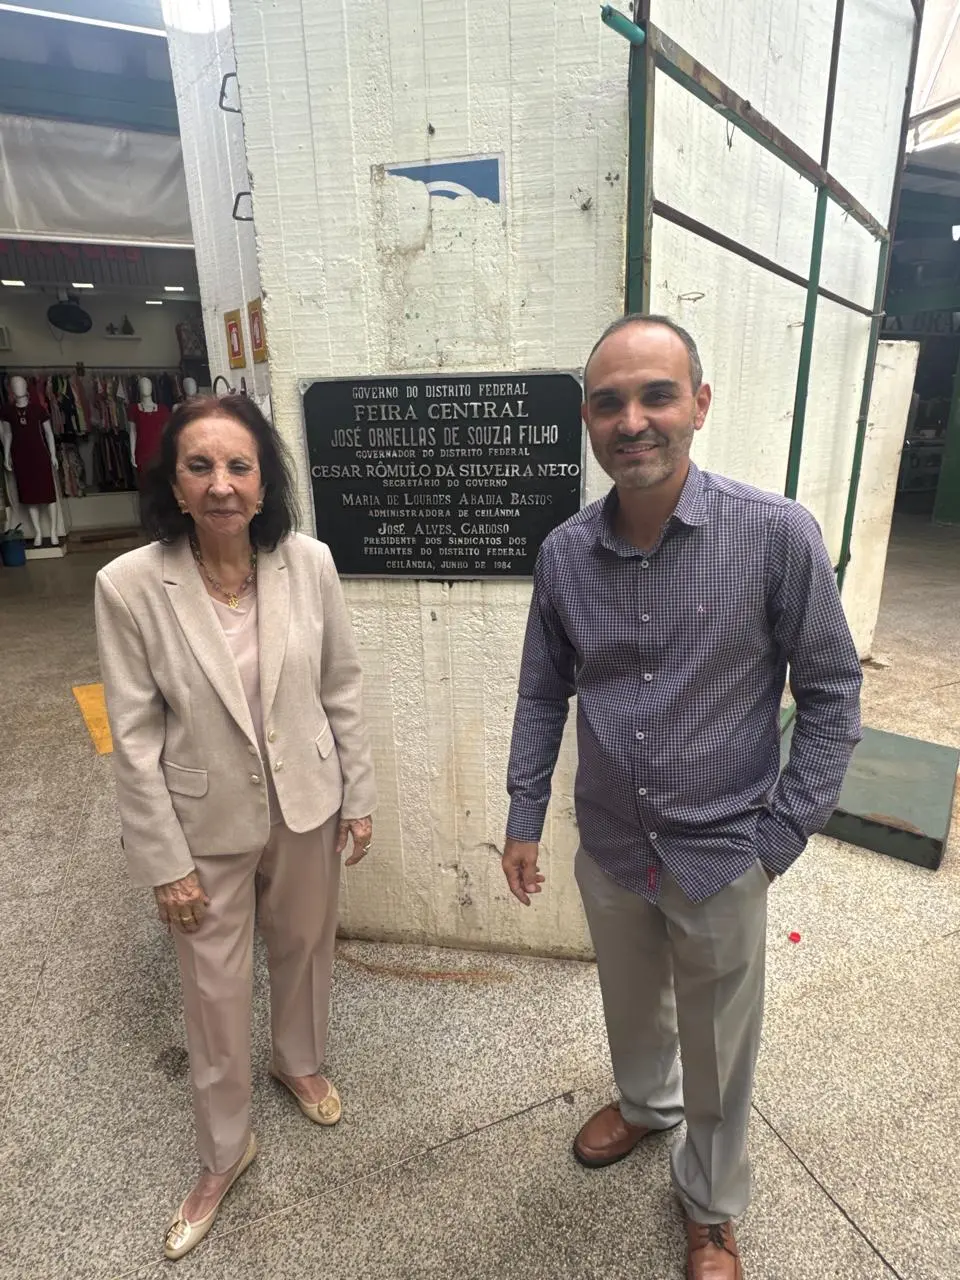 GOVERNO DO DISTRITO FEDERAL
FEIRA CENTRAL
JOSÉ ORNELLAS DE SOUZA FILHO
GOVERNADOR DO DISTRITO FEDERAL
CESAR RÔMULO DA SILVEIRA NETO
SECRETÁRIO DO GOVERNO
MARIA DE LOURDES ABADIA BASTOS
ADMINISTRADORA DE CEILÂNDIA
JOSÉ ALVES CARDOSO
PRESIDENTE DOS SINDICATOS DOS
FEIRANTES DO DISTRITO FEDERAL
CEILÂNDIA, JUNHO DE 1984